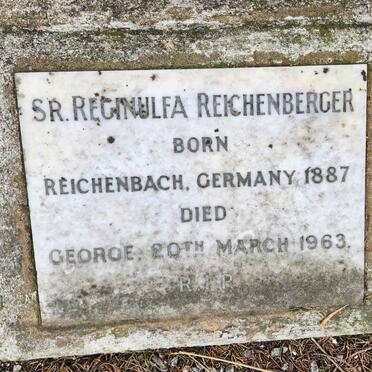 SR. REGINULFA REICHENBERGER
BORN
REICHENBACH, GERMANY, 1887
DIED
GEORGE, 20TH MARCH 1963.
R.I.P.